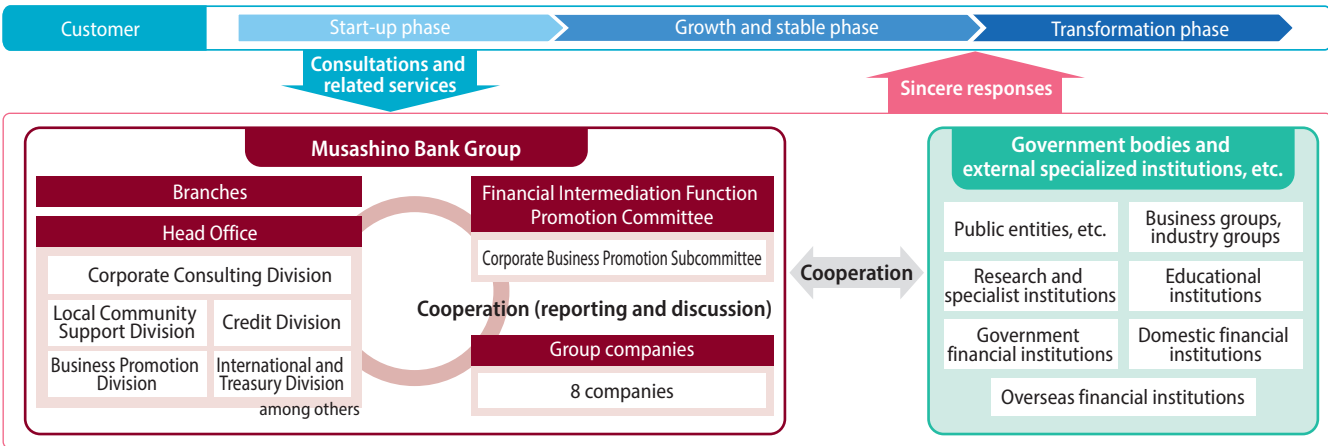 Customer
Start-up phase
Growth and stable phase
Transformation phase
Consultations and
related services
Sincere responses
Musashino Bank Group
Branches
Head Office
Corporate Consulting Division
Local Community
Support Division
Credit Division
Business Promotion
Division
International and
Treasury Division
among others
Financial Intermediation Function
Promotion Committee
Corporate Business Promotion Subcommittee
Cooperation (reporting and discussion)
Group companies
8 companies
Cooperation
Government bodies and
external specialized institutions, etc.
Public entities, etc.
Business groups,
industry groups
Research and
specialist institutions
Educational
institutions
Government
financial institutions
Domestic financial
institutions
Overseas financial institutions